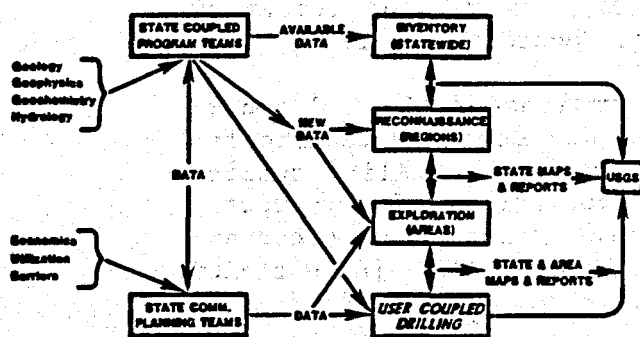 STATE COUPLED
PROGRAM TEAMS
AVAILABLE
DATA
INVENTORY
(STATEWIDE)
Geology
Geophysics
Geochemistry
Hydrology
NEW
DATA
RECONNAISSANCE
(REGIONS)
DATA
STATE MAPS
& REPORTS
USGS
EXPLORATION
(AREAS)
Economics
Utilization
Barriers
STATE & AREA
MAPS & REPORTS
STATE COMM.
PLANNING TEAMS
DATA
USER COUPLED
DRILLING